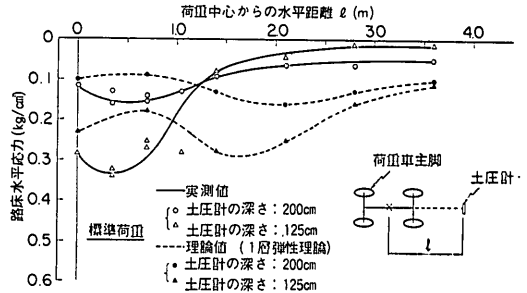 荷重中心からの水平距離 ℓ (m)
0 1.0 2.0 3.0 4.0
0
0.1
0.2
0.3
0.4
0.5
0.6
路床水平応力 (kg/cm²)
標準荷重
実測値
土圧計の深さ：200cm
土圧計の深さ：125cm
理論値 (1層弾性理論)
土圧計の深さ：200cm
土圧計の深さ：125cm
荷重車主脚
土圧計
ℓ